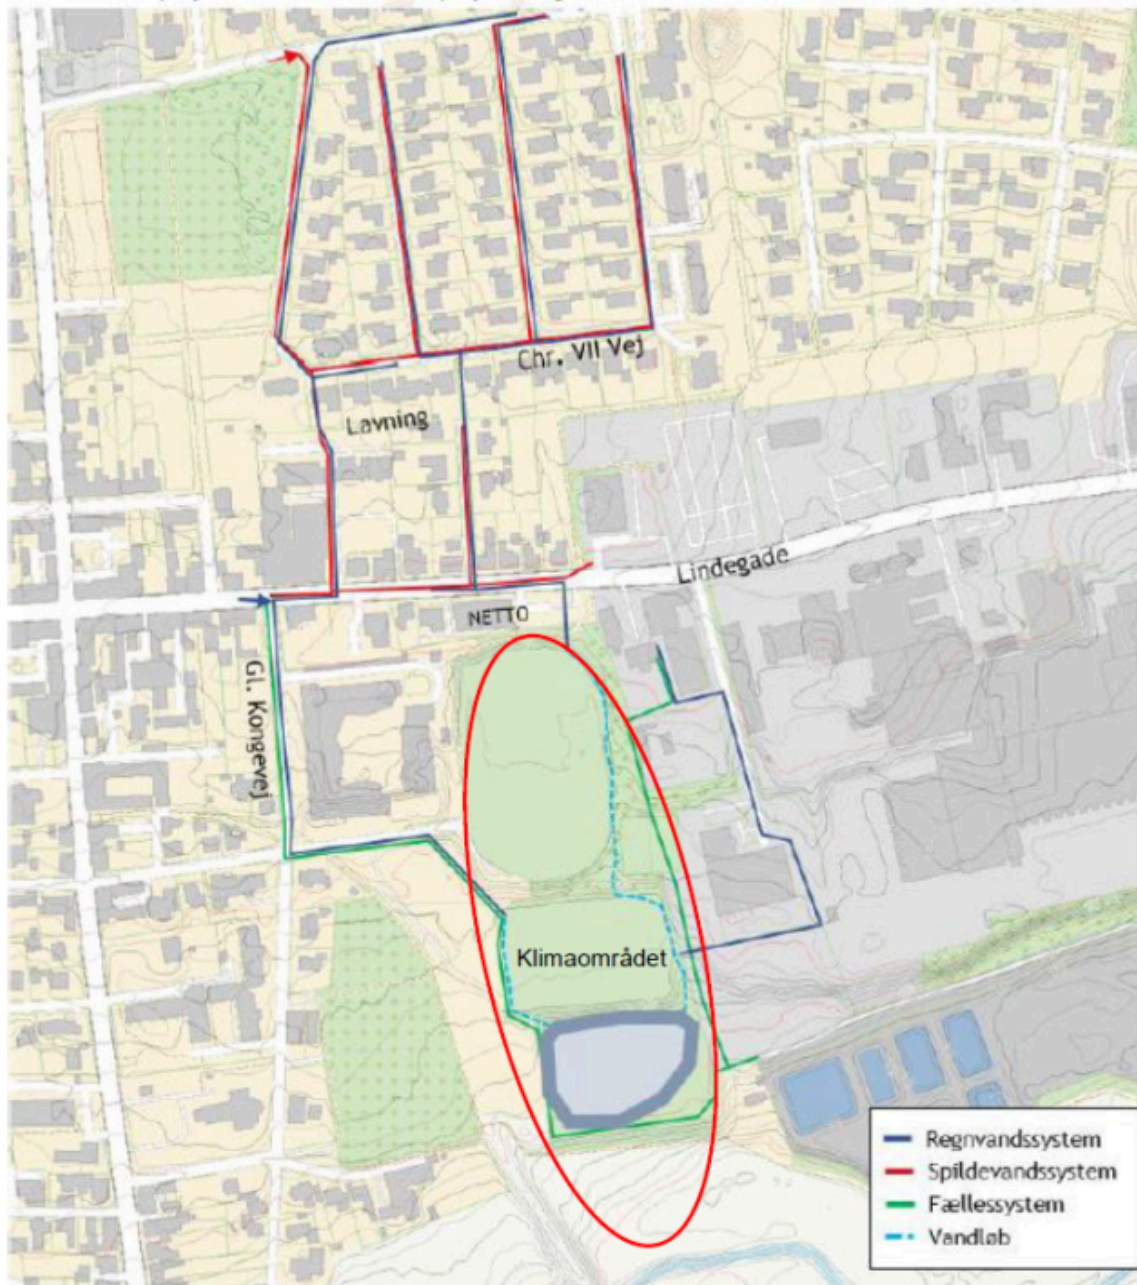 Chr. VII Vej
Lavning
Lindegade
NETTO
Gl. Kongevej
Klimaområdet
Regnvandssystem
Spildevandssystem
Fællessystem
Vandløb